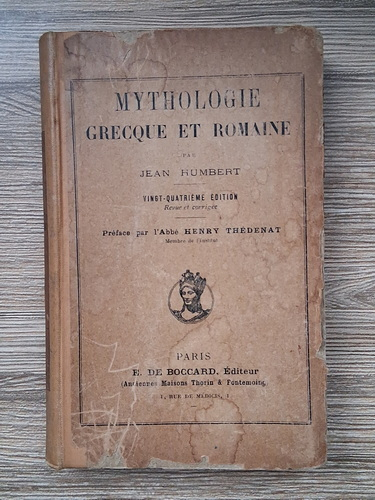 MYTHOLOGIE
GRECQUE ET ROMAINE
PAR
JEAN HUMBERT
VINGT-QUATRIÈME ÉDITION
Revue et corrigée
Préface par l'Abbé HENRY THÉDENAT
Membre de l'Institut
PARIS
E. DE BOCCARD, Éditeur
(Anciennes Maisons Thorin & Fontemoing)
1, RUE DE MÉDICIS, 1